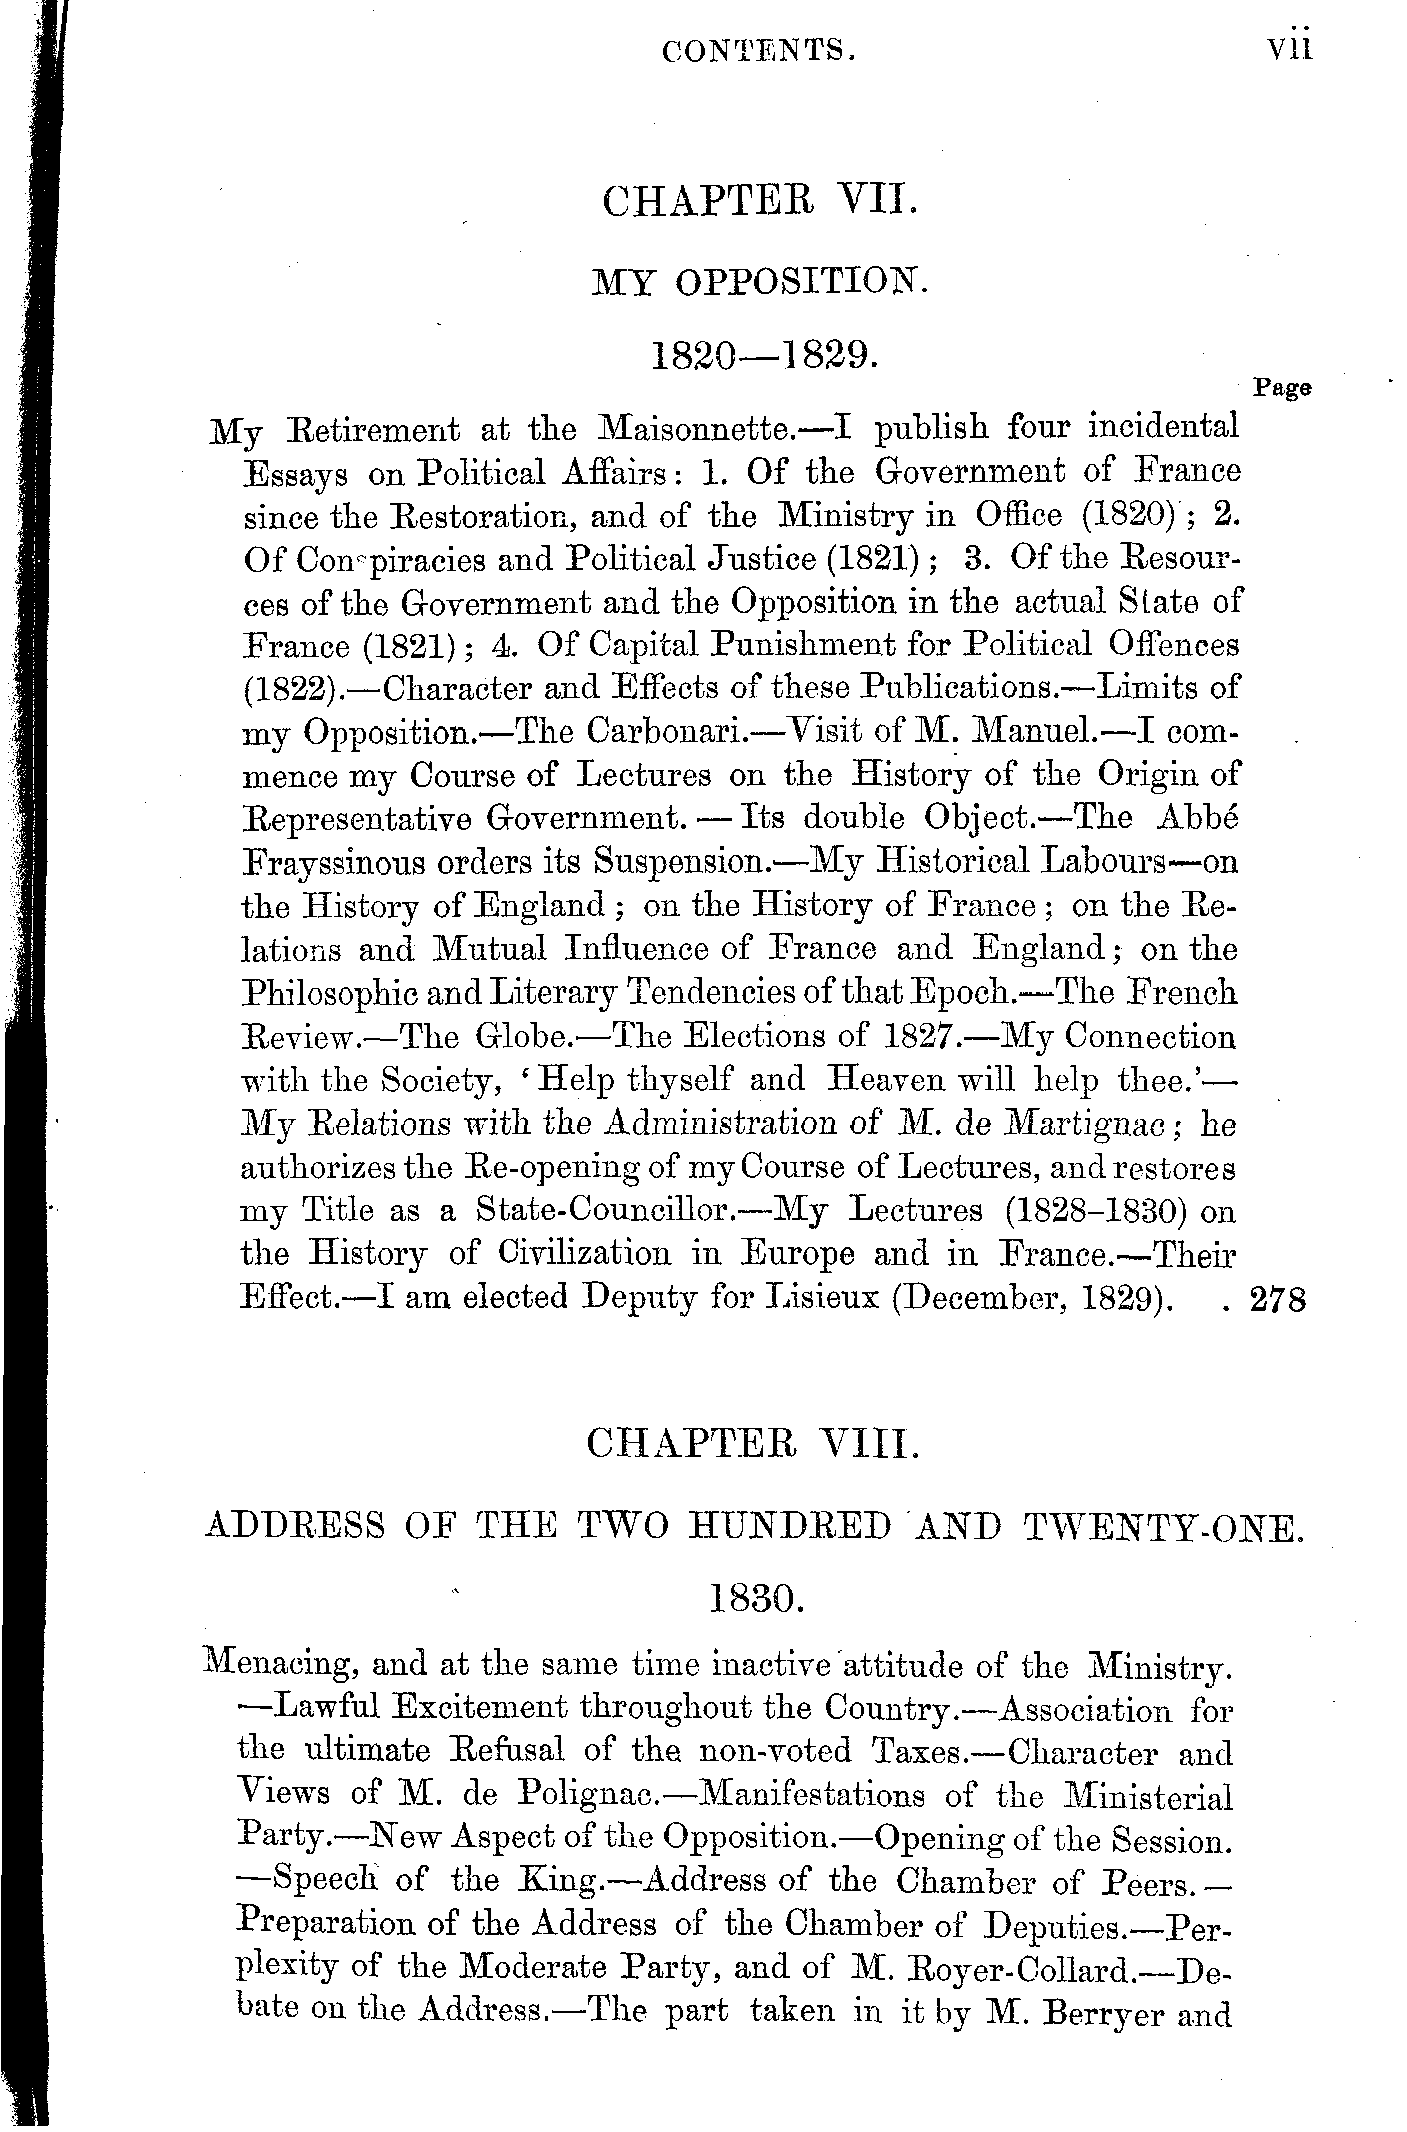 CONTENTS. vii
CHAPTER VII.
MY OPPOSITION.
1820—1829.
Page
My Retirement at the Maisonnette.—I publish four incidental
Essays on Political Affairs: 1. Of the Government of France
since the Restoration, and of the Ministry in Office (1820); 2.
Of Conspiracies and Political Justice (1821); 3. Of the Resour-
ces of the Government and the Opposition in the actual State of
France (1821); 4. Of Capital Punishment for Political Offences
(1822).—Character and Effects of these Publications.—Limits of
my Opposition.—The Carbonari.—Visit of M. Manuel.—I com-
mence my Course of Lectures on the History of the Origin of
Representative Government.—Its double Object.—The Abbé
Frayssinous orders its Suspension.—My Historical Labours—on
the History of England; on the History of France; on the Re-
lations and Mutual Influence of France and England; on the
Philosophic and Literary Tendencies of that Epoch.—The French
Review.—The Globe.—The Elections of 1827.—My Connection
with the Society, ‘Help thyself and Heaven will help thee.’—
My Relations with the Administration of M. de Martignac; he
authorizes the Re-opening of my Course of Lectures, and restores
my Title as a State-Councillor.—My Lectures (1828–1830) on
the History of Civilization in Europe and in France.—Their
Effect.—I am elected Deputy for Lisieux (December, 1829). . 278
CHAPTER VIII.
ADDRESS OF THE TWO HUNDRED AND TWENTY-ONE.
1830.
Menacing, and at the same time inactive attitude of the Ministry.
—Lawful Excitement throughout the Country.—Association for
the ultimate Refusal of the non-voted Taxes.—Character and
Views of M. de Polignac.—Manifestations of the Ministerial
Party.—New Aspect of the Opposition.—Opening of the Session.
—Speech of the King.—Address of the Chamber of Peers.—
Preparation of the Address of the Chamber of Deputies.—Per-
plexity of the Moderate Party, and of M. Royer-Collard.—De-
bate on the Address.—The part taken in it by M. Berryer and